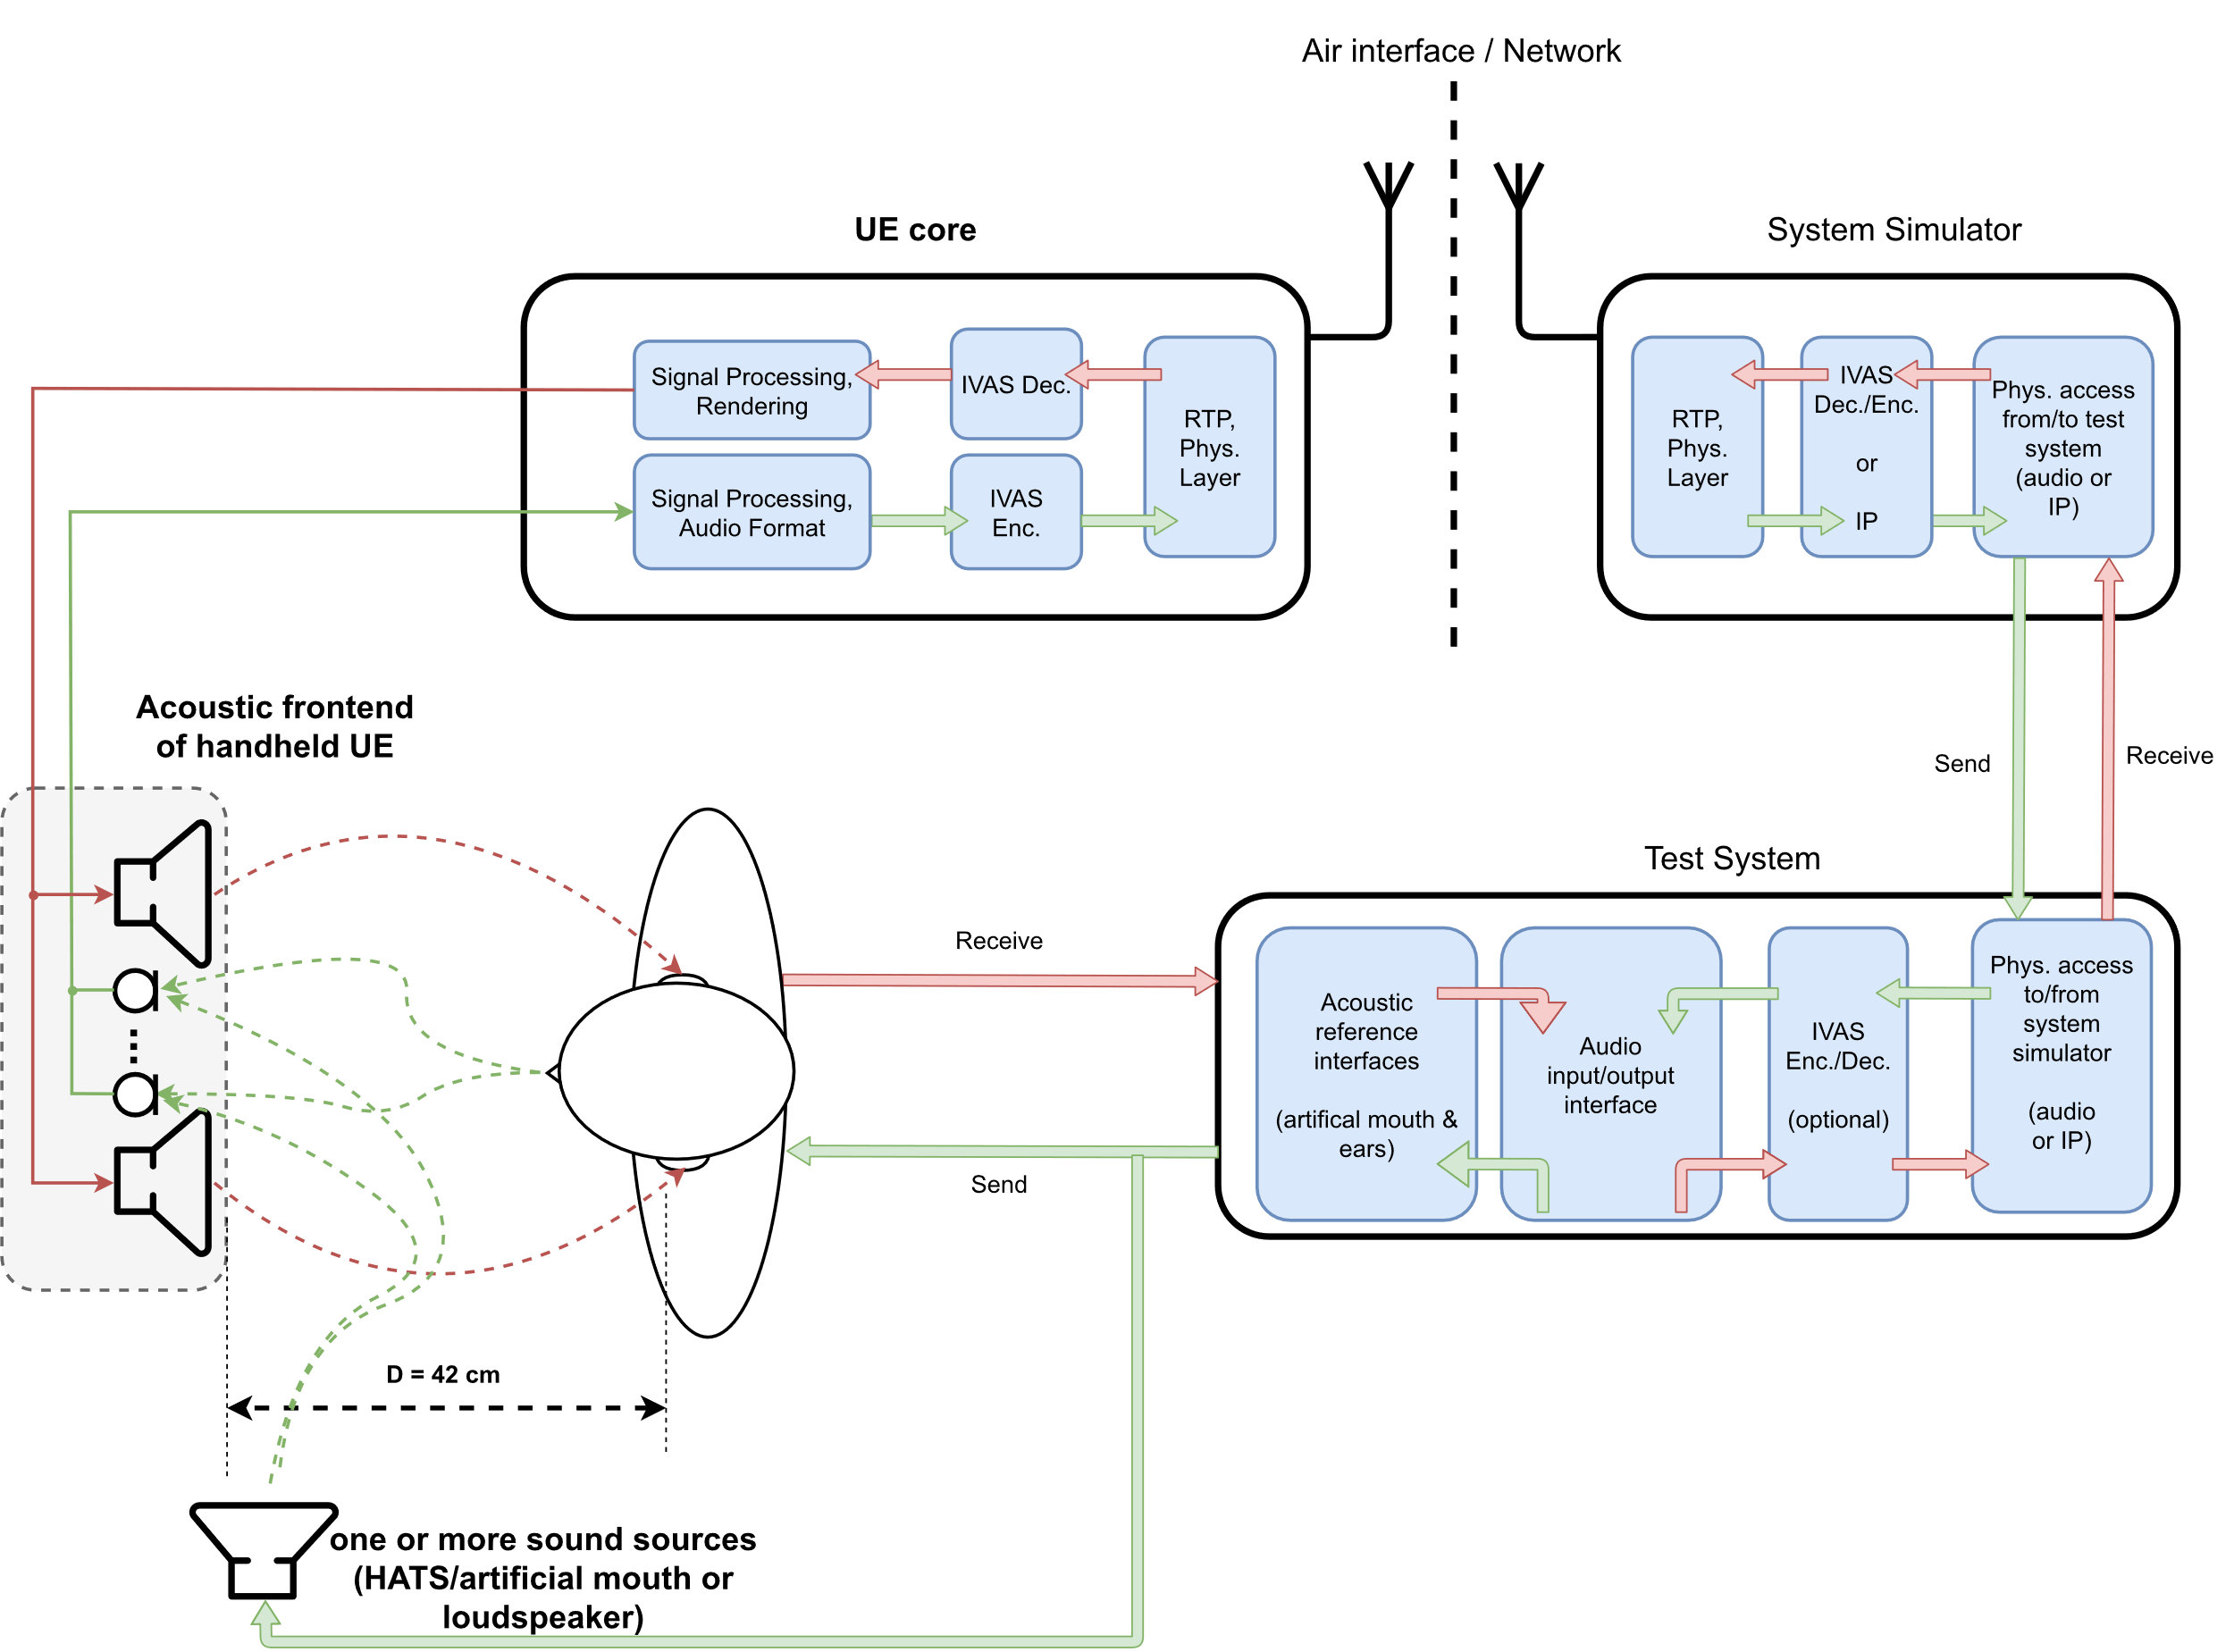 Air interface / Network
UE core
System Simulator
Signal Processing,
Rendering
IVAS Dec.
RTP,
Phys.
Layer
Signal Processing,
Audio Format
IVAS
Enc.
RTP,
Phys.
Layer
IVAS
Dec./Enc.
or
IP
Phys. access
from/to test
system
(audio or
IP)
Acoustic frontend
of handheld UE
Send
Receive
Test System
Receive
Send
Acoustic
reference
interfaces
(artifical mouth &
ears)
Audio
input/output
interface
IVAS
Enc./Dec.
(optional)
Phys. access
to/from
system
simulator
(audio
or IP)
D = 42 cm
one or more sound sources
(HATS/artificial mouth or
loudspeaker)